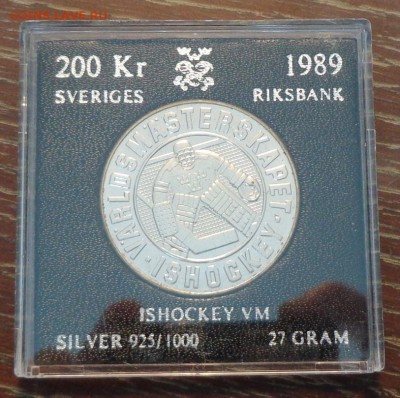 200 Kr 1989
SVERIGES RIKSBANK
VÄRLDSMÄSTERSKAPET · ISHOCKEY ·
ISHOCKEY VM
SILVER 925/1000 27 GRAM